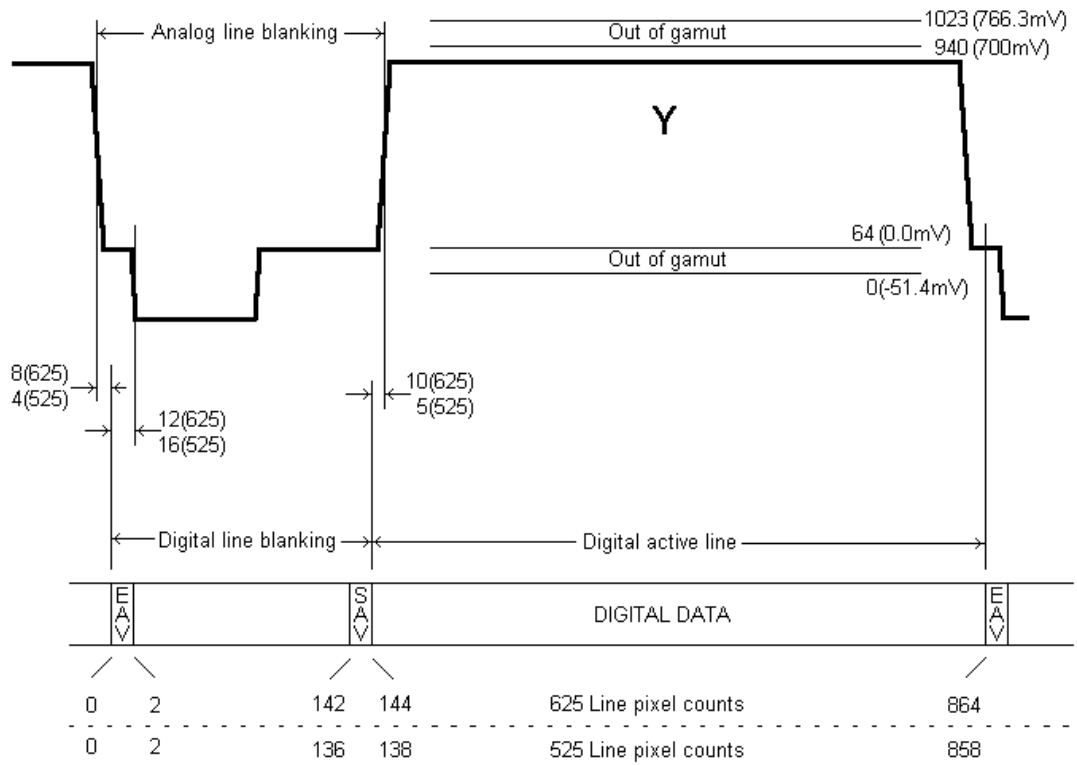 Analog line blanking
Out of gamut
1023 (766.3mV)
940 (700mV)
Y
64 (0.0mV)
Out of gamut
0(-51.4mV)
8(625)
4(525)
10(625)
5(525)
12(625)
16(525)
Digital line blanking
Digital active line
EAV
SAV
DIGITAL DATA
EAV
0 2 142 144 625 Line pixel counts 864
0 2 136 138 525 Line pixel counts 858